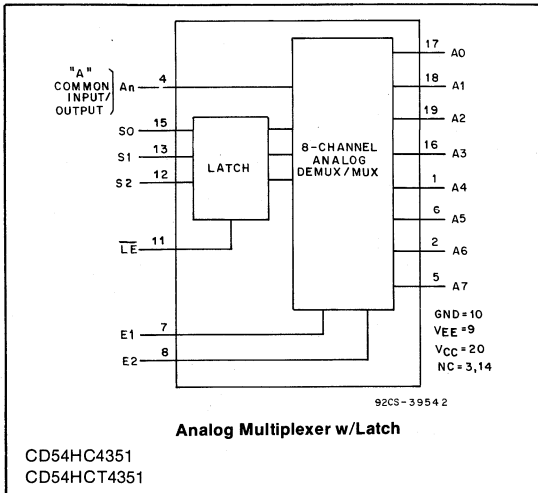 "A"
COMMON
INPUT/
OUTPUT
An 4
S0 15
S1 13
S2 12
LATCH
L̅E̅ 11
E1 7
E2 8
8-CHANNEL
ANALOG
DEMUX/MUX
17 A0
18 A1
19 A2
16 A3
1 A4
6 A5
2 A6
5 A7
GND=10
VEE=9
VCC=20
NC=3,14
92CS-39542
Analog Multiplexer w/Latch
CD54HC4351
CD54HCT4351